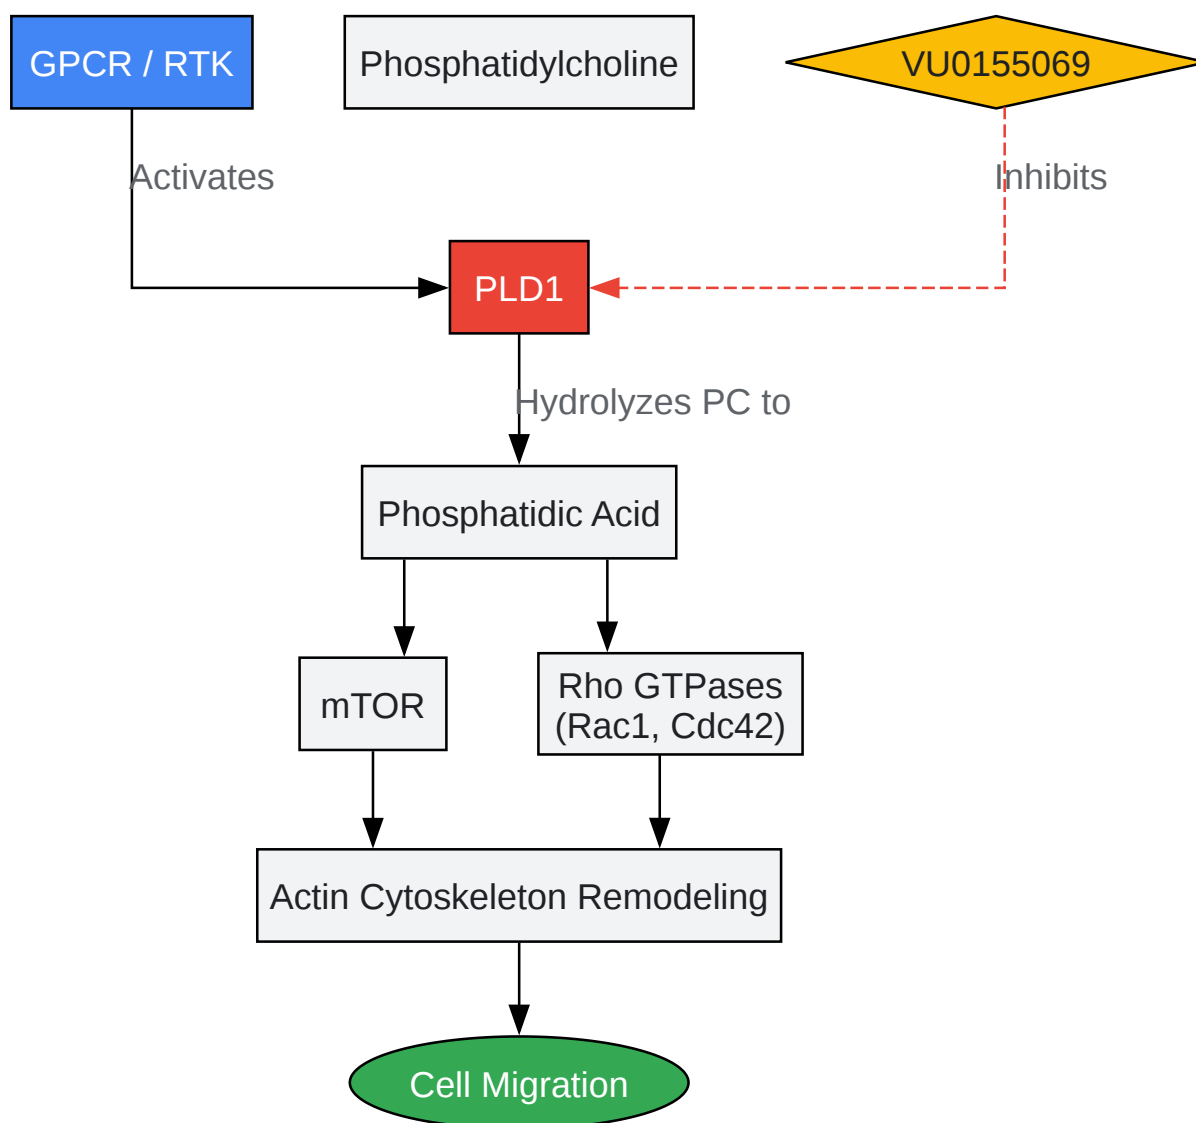 GPCR / RTK
Phosphatidylcholine
VU0155069
Activates
Inhibits
PLD1
Hydrolyzes PC to
Phosphatidic Acid
mTOR
Rho GTPases
(Rac1, Cdc42)
Actin Cytoskeleton Remodeling
Cell Migration